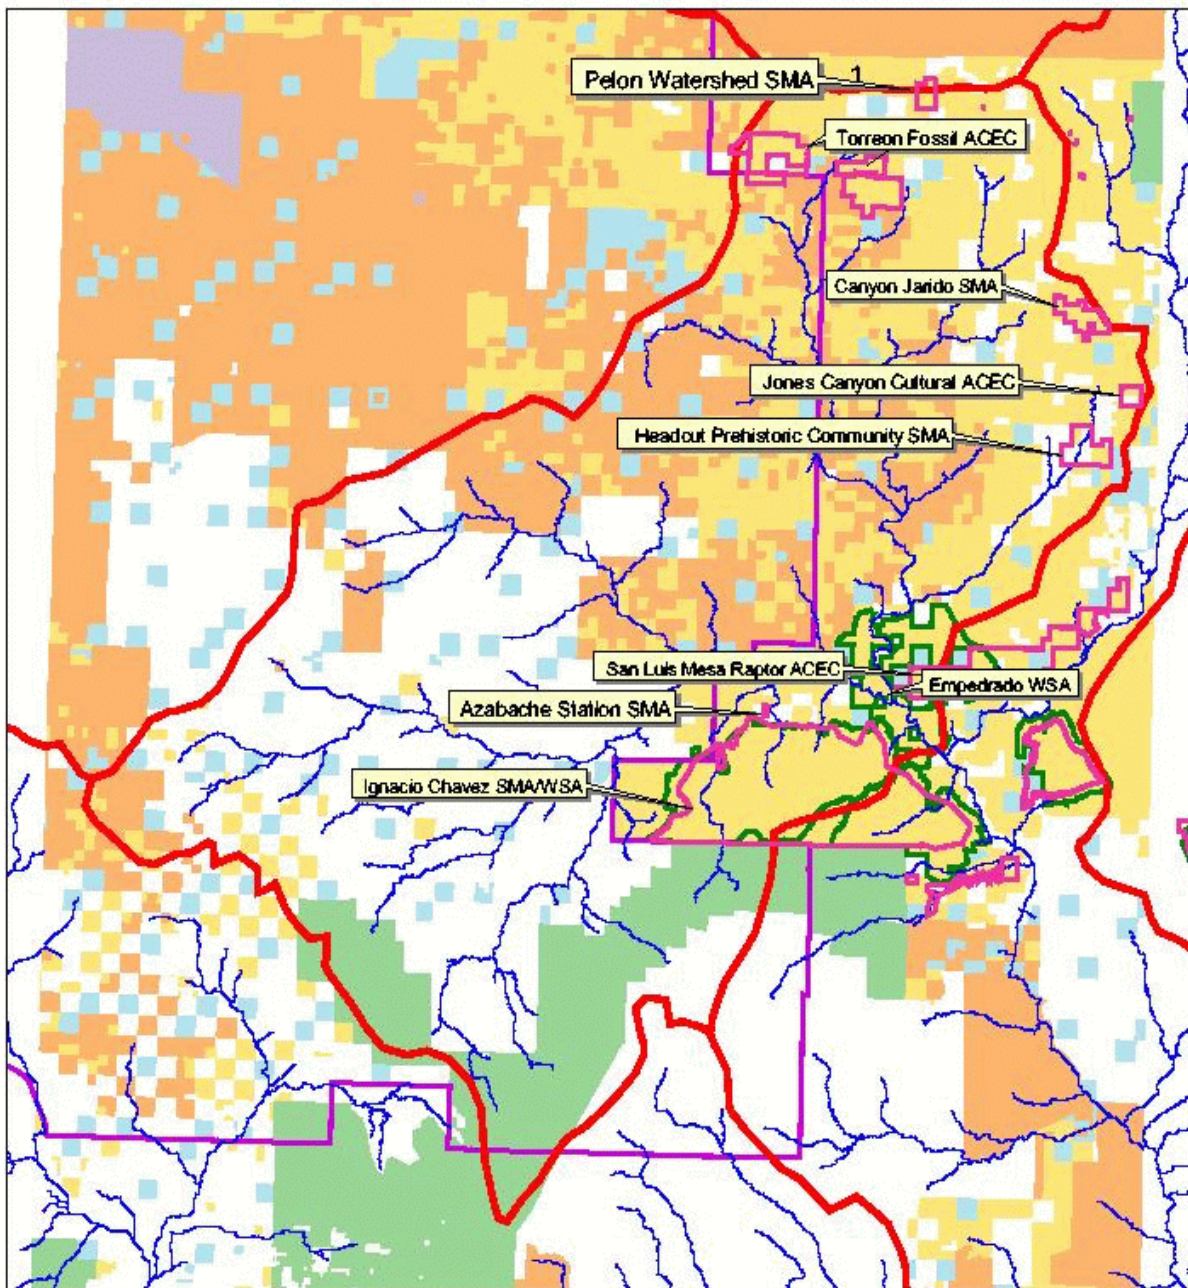 Pelon Watershed SMA
1
Torreon Fossil ACEC
Canyon Jarido SMA
Jones Canyon Cultural ACEC
Headcut Prehistoric Community SMA
San Luis Mesa Raptor ACEC
Empedrado WSA
Azabache Station SMA
Ignacio Chavez SMA/WSA